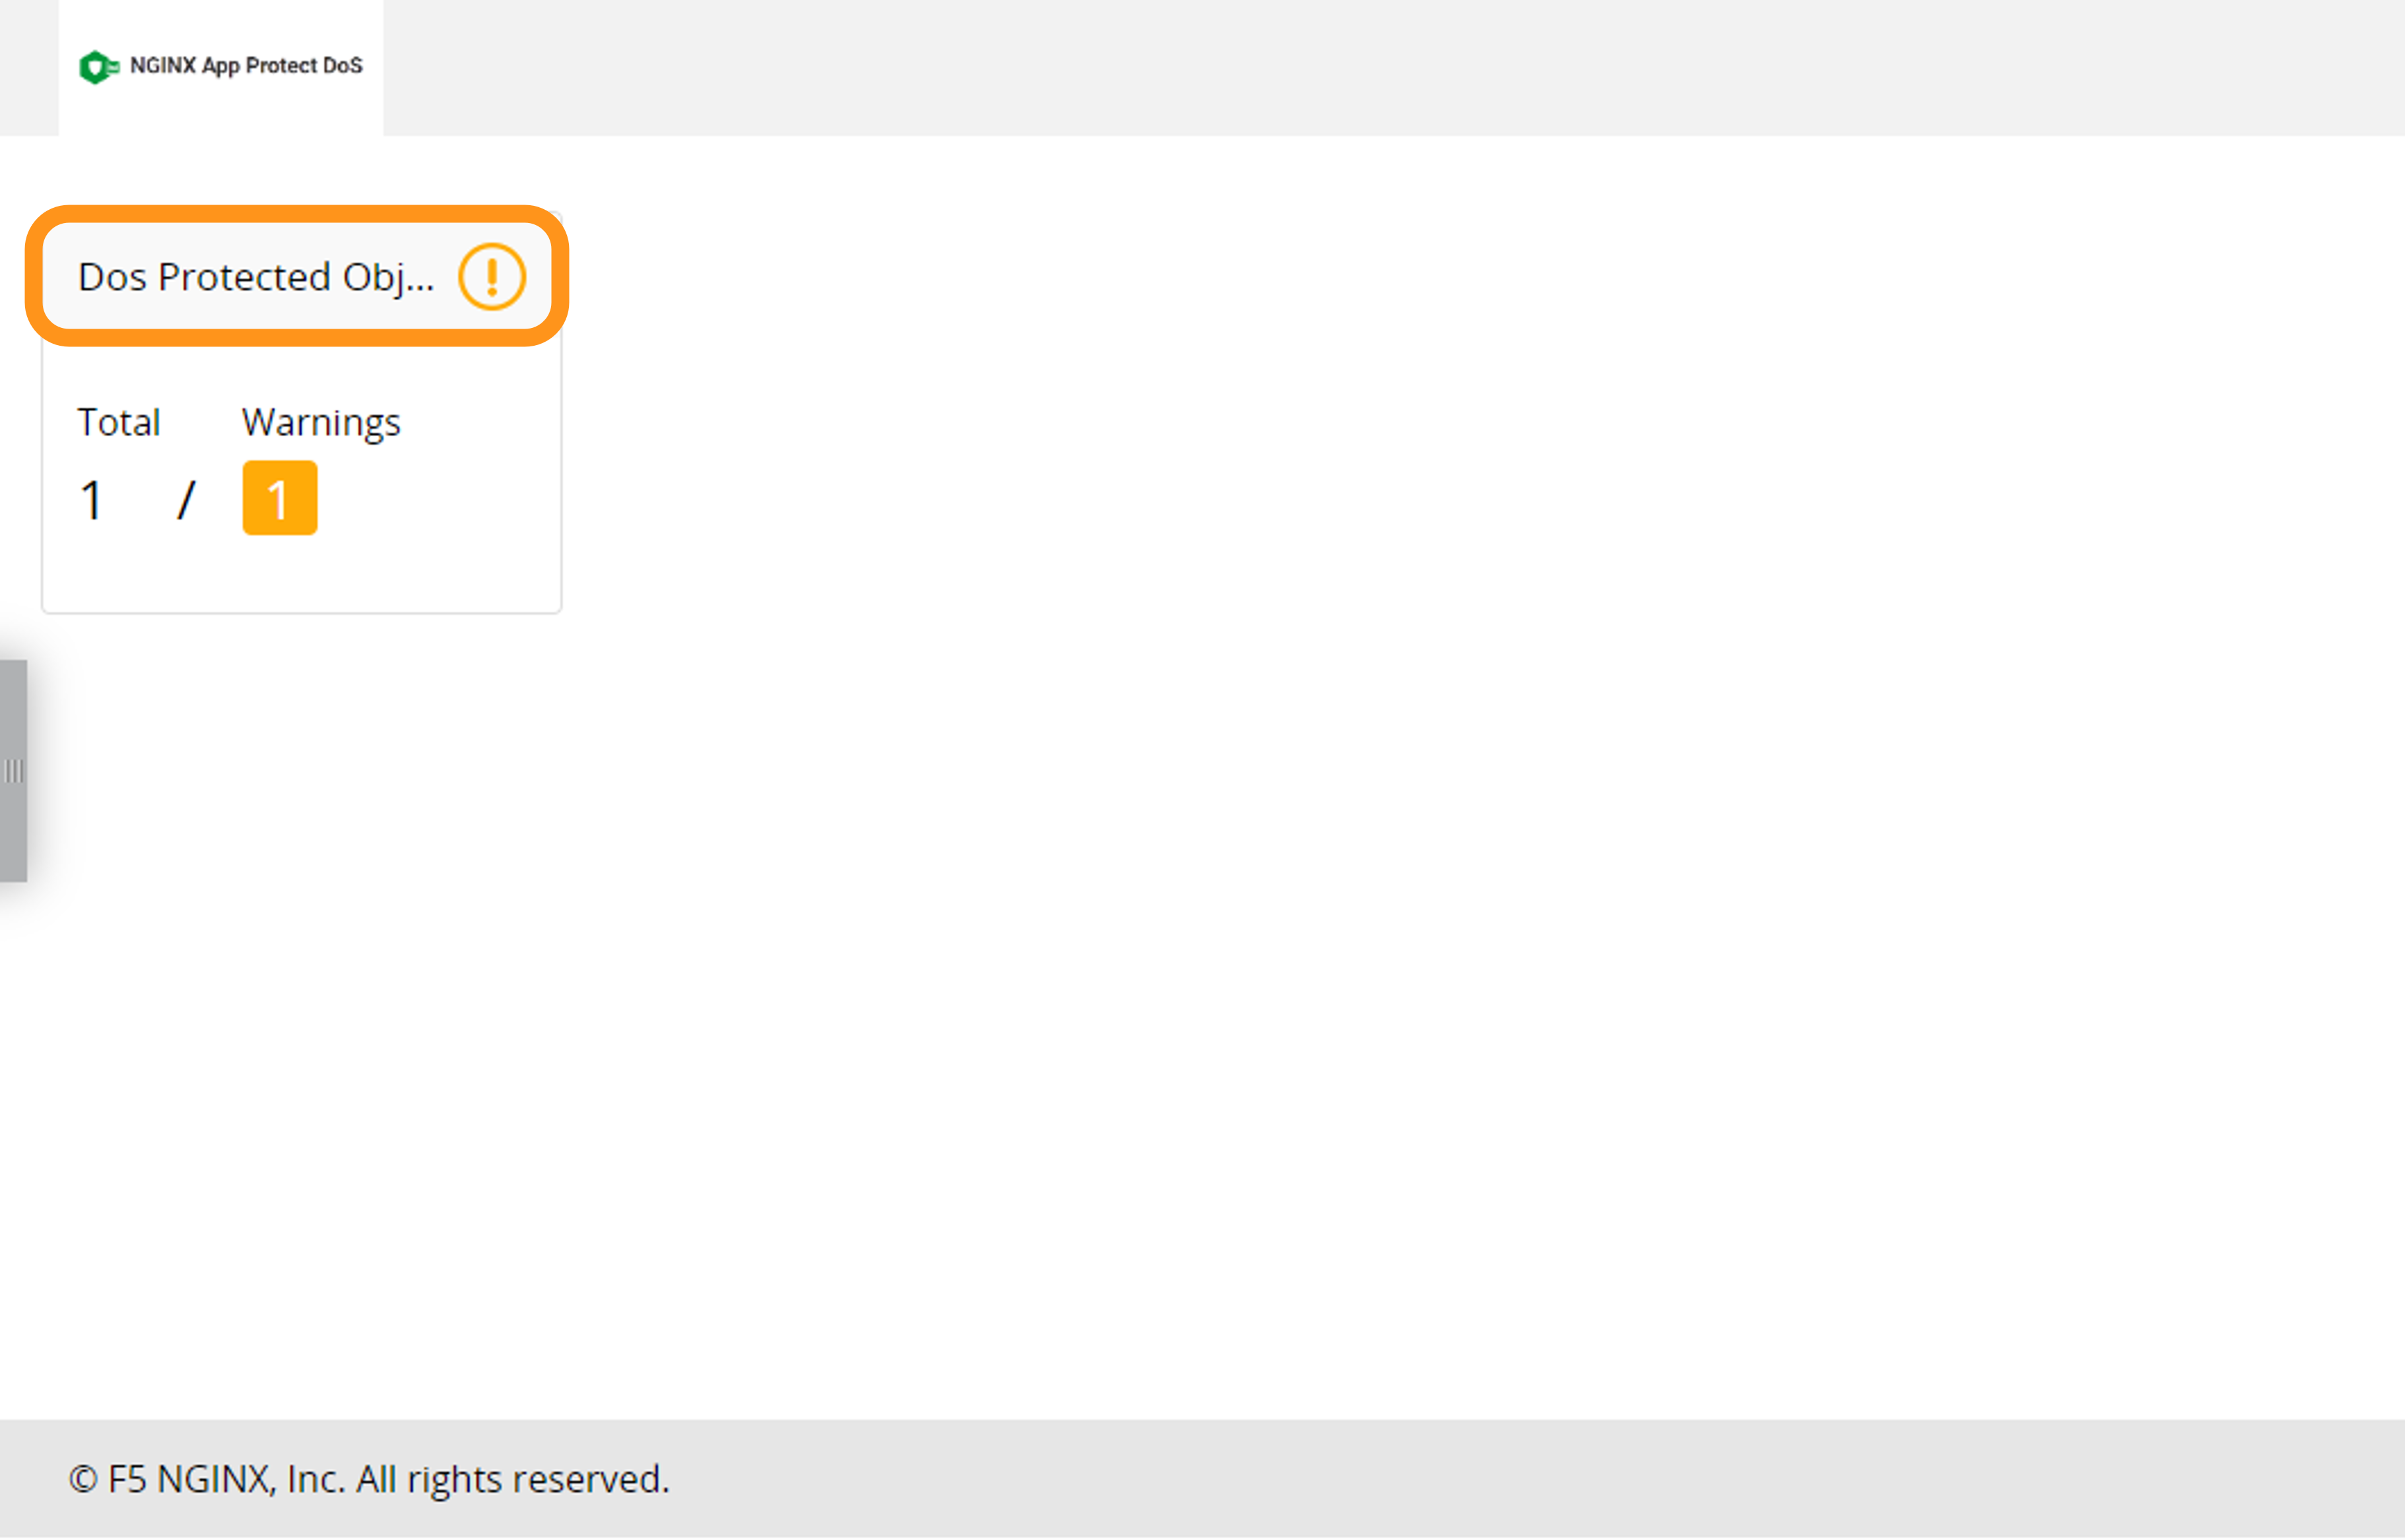 NGINX App Protect DoS
Dos Protected Obj...
Total Warnings
1 / 1
© F5 NGINX, Inc. All rights reserved.